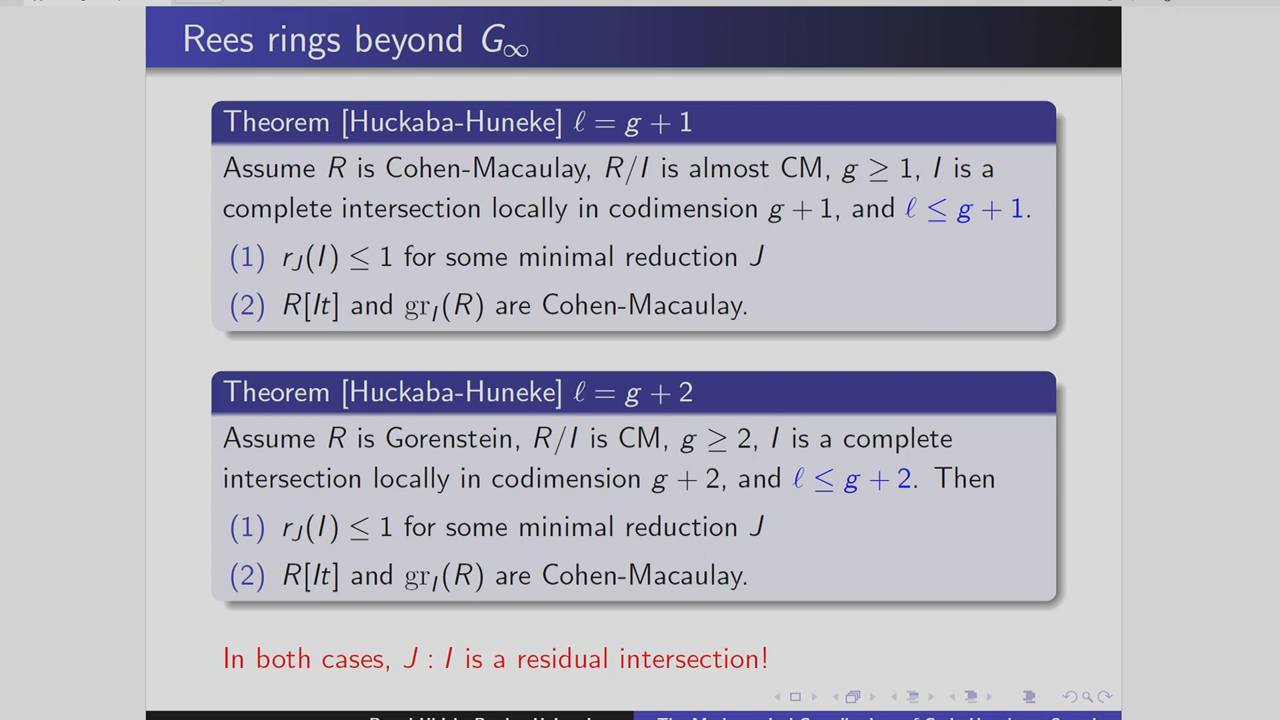 Rees rings beyond G∞
Theorem [Huckaba-Huneke] ℓ = g + 1
Assume R is Cohen-Macaulay, R/I is almost CM, g ≥ 1, I is a
complete intersection locally in codimension g + 1, and ℓ ≤ g + 1.
(1) r_J(I) ≤ 1 for some minimal reduction J
(2) R[It] and gr_I(R) are Cohen-Macaulay.
Theorem [Huckaba-Huneke] ℓ = g + 2
Assume R is Gorenstein, R/I is CM, g ≥ 2, I is a complete
intersection locally in codimension g + 2, and ℓ ≤ g + 2. Then
(1) r_J(I) ≤ 1 for some minimal reduction J
(2) R[It] and gr_I(R) are Cohen-Macaulay.
In both cases, J : I is a residual intersection!